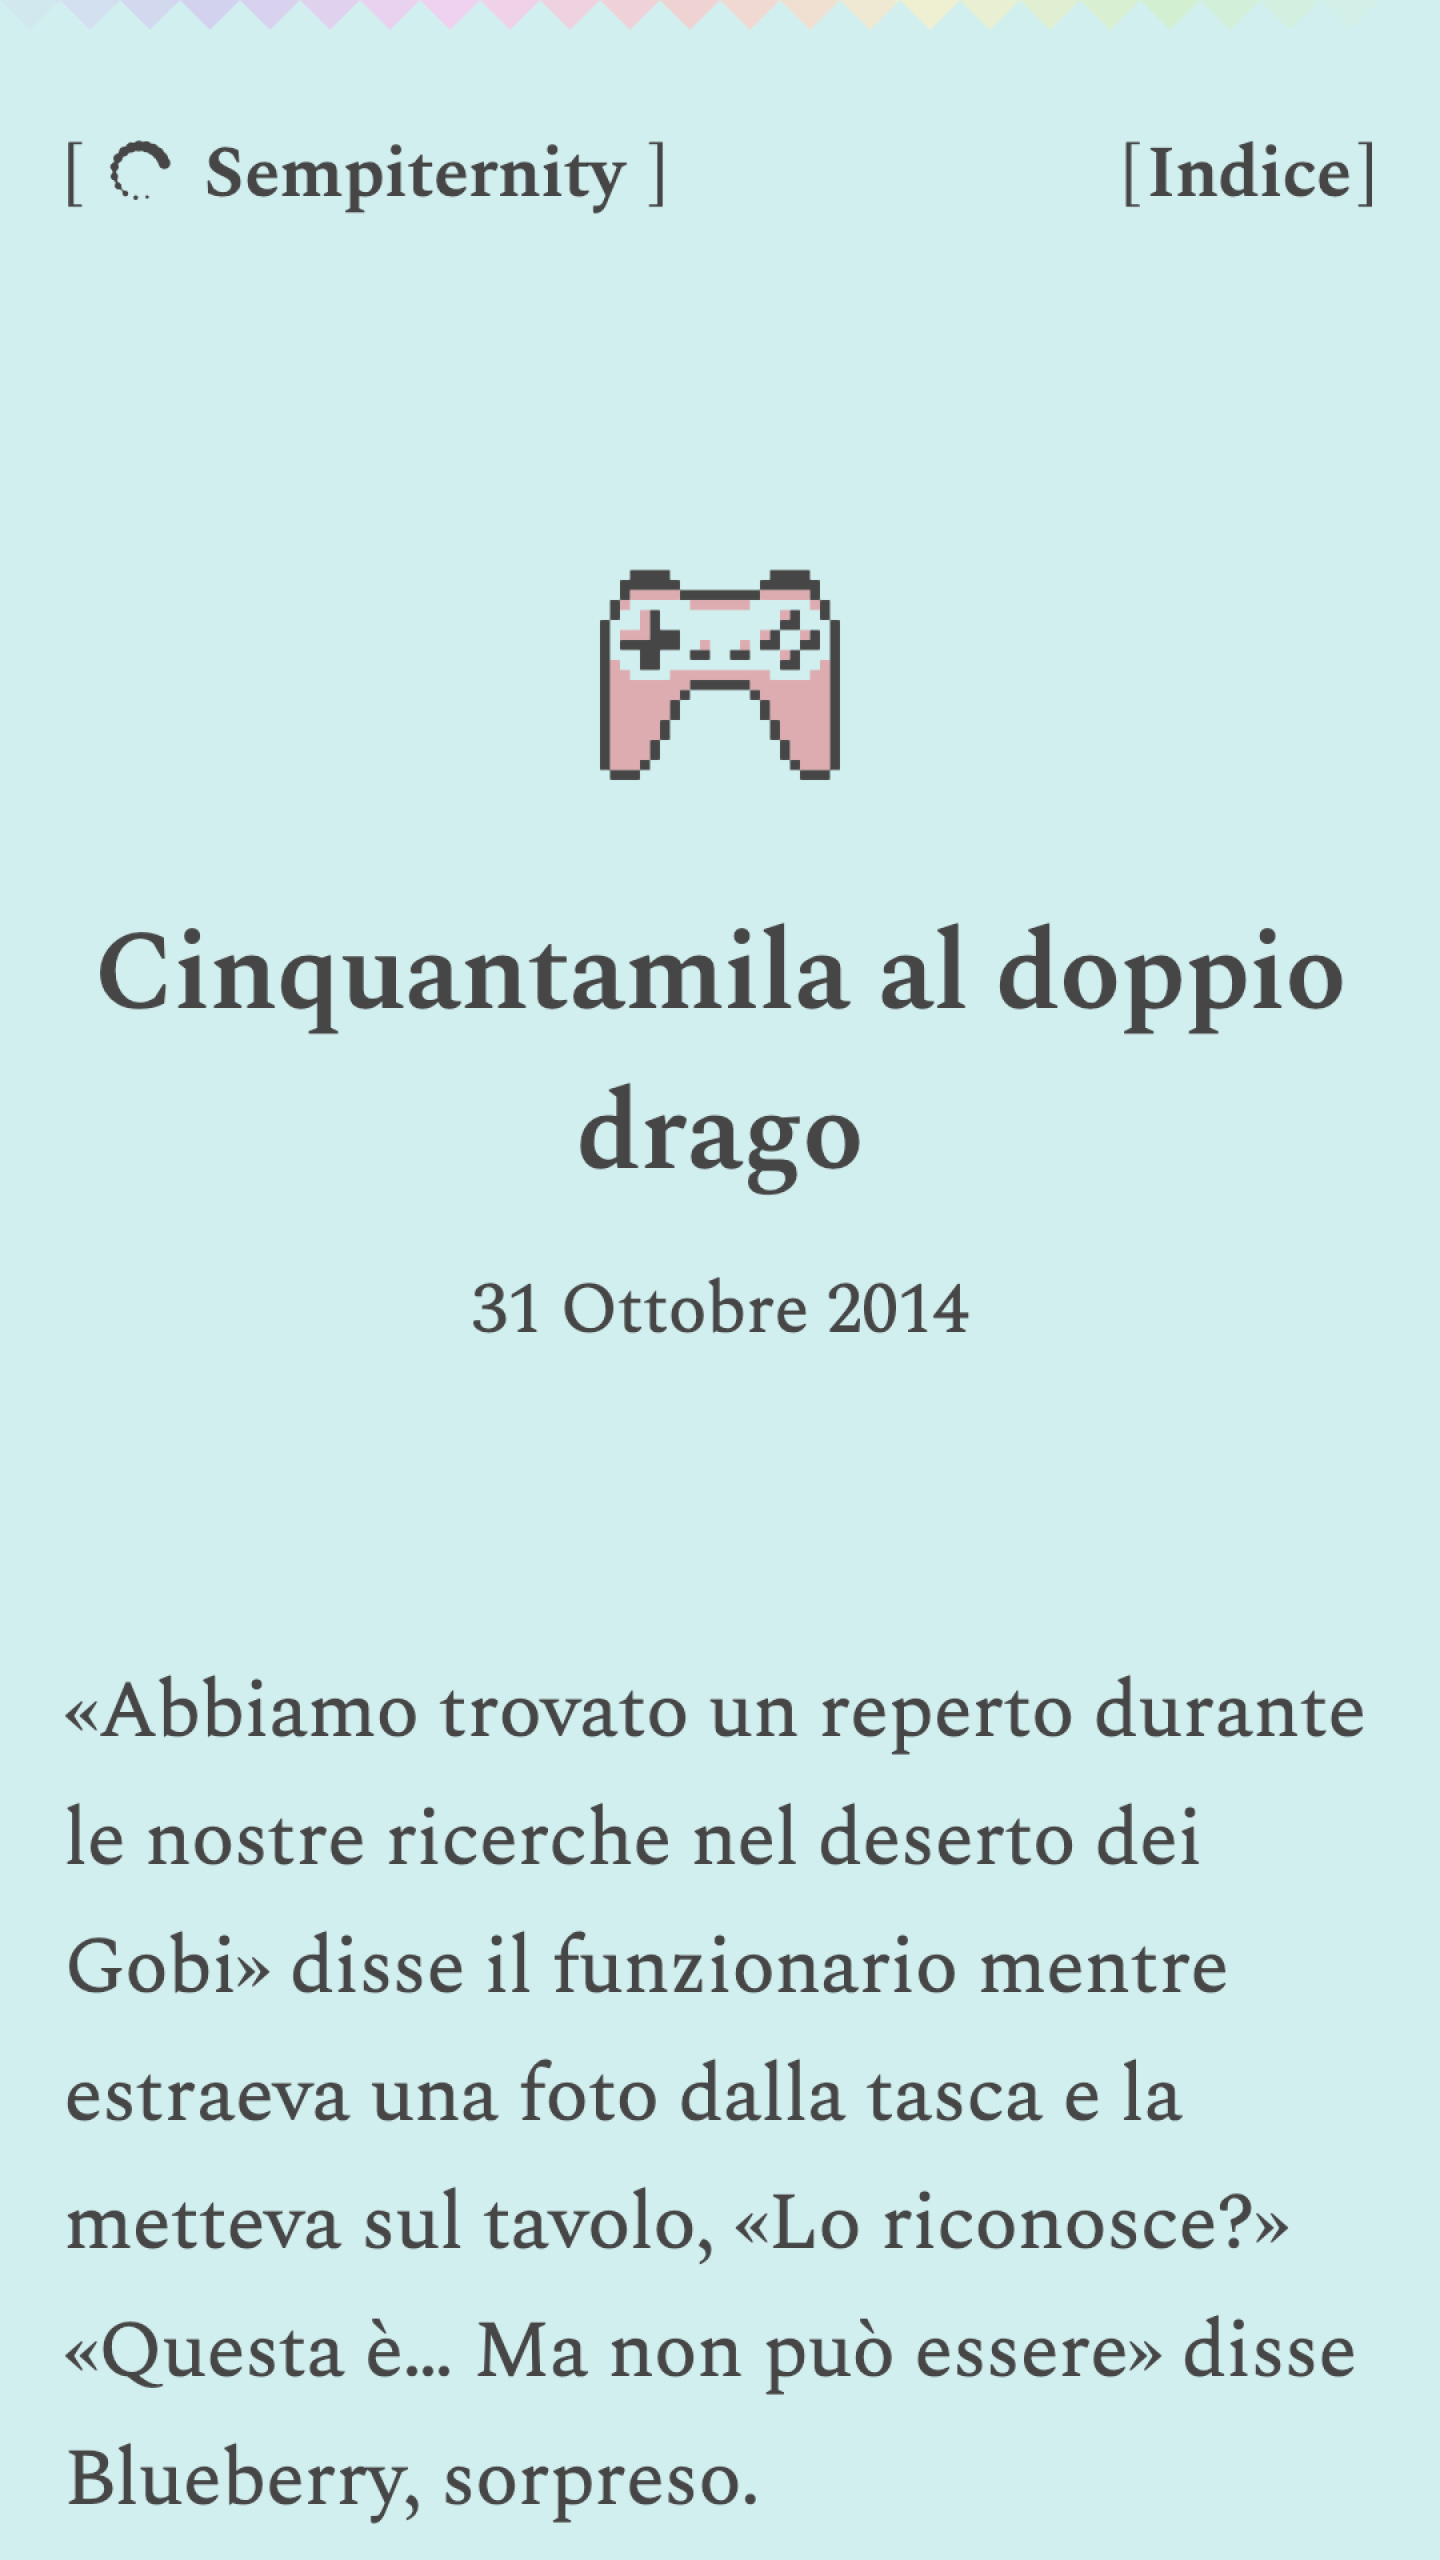 [ Sempiternity ]
[Indice]
Cinquantamila al doppio
drago
31 Ottobre 2014
«Abbiamo trovato un reperto durante
le nostre ricerche nel deserto dei
Gobi» disse il funzionario mentre
estraeva una foto dalla tasca e la
metteva sul tavolo, «Lo riconosce?»
«Questa è… Ma non può essere» disse
Blueberry, sorpreso.